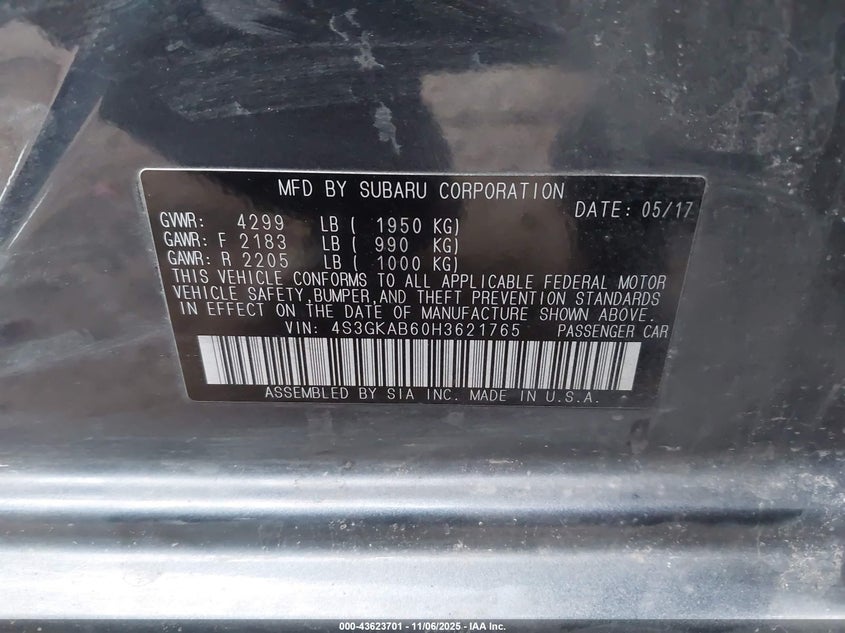 MFD BY SUBARU CORPORATION
DATE: 05/17
GVWR: 4299 LB ( 1950 KG)
GAWR: F 2183 LB ( 990 KG)
GAWR: R 2205 LB ( 1000 KG)
THIS VEHICLE CONFORMS TO ALL APPLICABLE FEDERAL MOTOR
VEHICLE SAFETY, BUMPER, AND THEFT PREVENTION STANDARDS
IN EFFECT ON THE DATE OF MANUFACTURE SHOWN ABOVE.
VIN: 4S3GKAB60H3621765 PASSENGER CAR
ASSEMBLED BY SIA INC. MADE IN U.S.A.
000-43623701 - 11/06/2025 - IAA Inc.